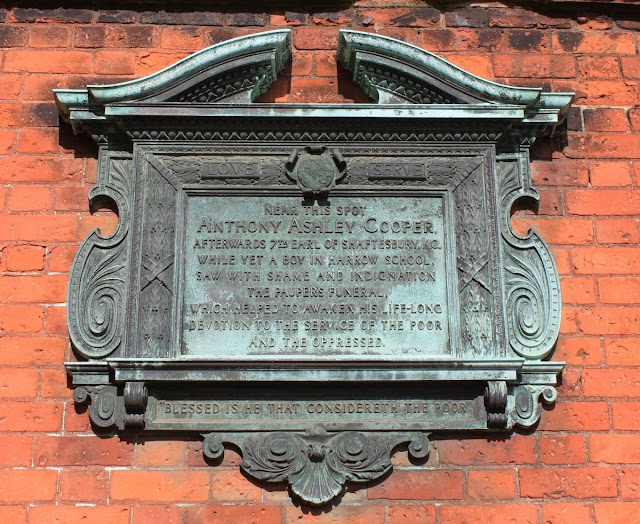 LOVE SERVE
NEAR THIS SPOT
ANTHONY ASHLEY COOPER
AFTERWARDS 7TH EARL OF SHAFTESBURY, K.G.
WHILE YET A BOY IN HARROW SCHOOL,
SAW WITH SHAME AND INDIGNATION
THE PAUPERS FUNERAL,
WHICH HELPED TO AWAKEN HIS LIFE-LONG
DEVOTION TO THE SERVICE OF THE POOR
AND THE OPPRESSED.
"BLESSED IS HE THAT CONSIDERETH THE POOR."